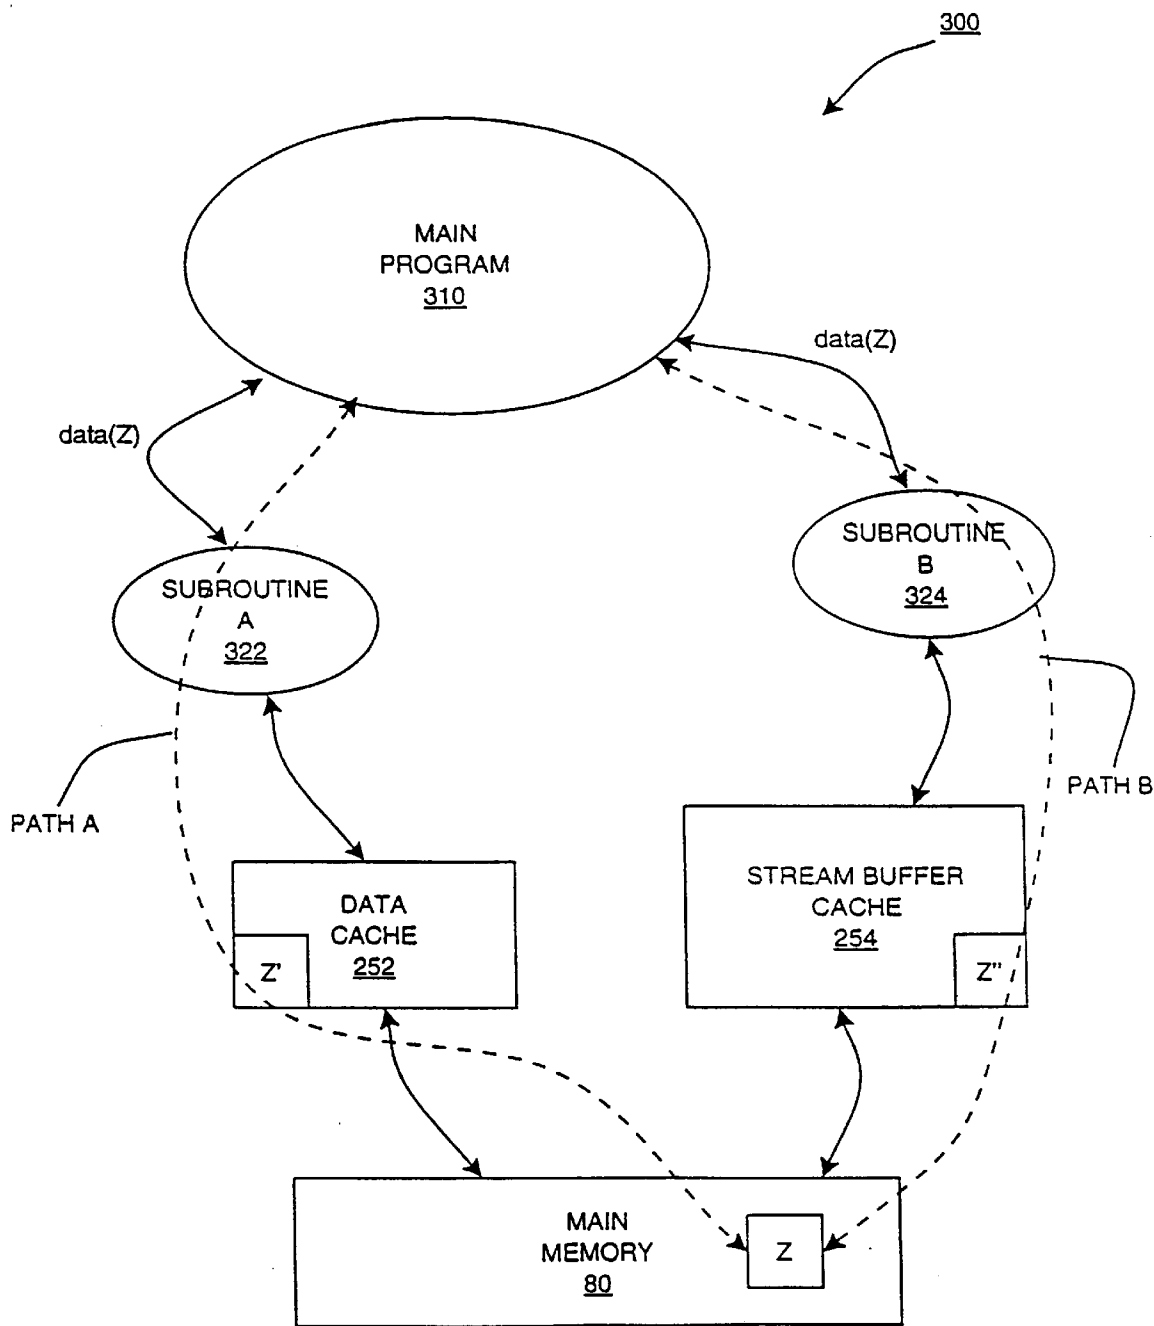 300
MAIN
PROGRAM
310
data(Z)
data(Z)
SUBROUTINE
B
324
SUBROUTINE
A
322
PATH B
PATH A
STREAM BUFFER
CACHE
254
DATA
CACHE
252
Z'
Z"
MAIN
MEMORY
80
Z